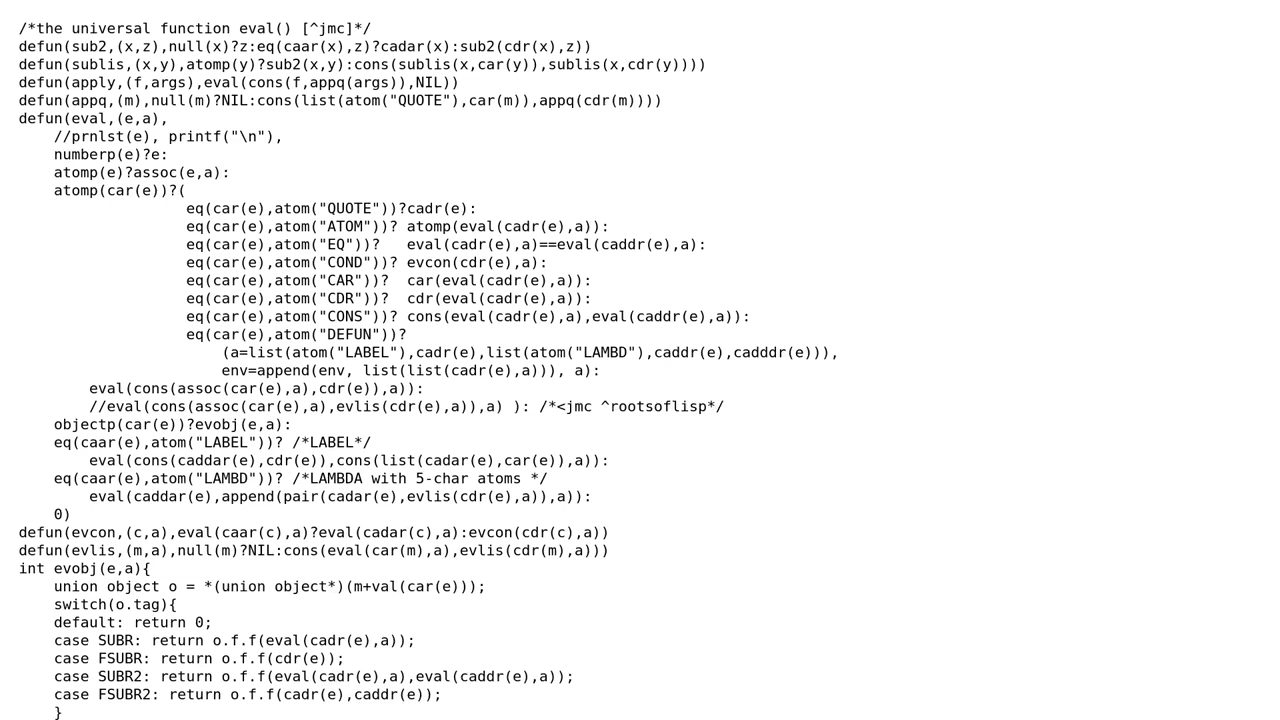 /*the universal function eval() [^jmc]*/
defun(sub2,(x,z),null(x)?z:eq(caar(x),z)?cadar(x):sub2(cdr(x),z))
defun(sublis,(x,y),atomp(y)?sub2(x,y):cons(sublis(x,car(y)),sublis(x,cdr(y))))
defun(apply,(f,args),eval(cons(f,appq(args)),NIL))
defun(appq,(m),null(m)?NIL:cons(list(atom("QUOTE"),car(m)),appq(cdr(m))))
defun(eval,(e,a),
    //prnlst(e), printf("\n"),
    numberp(e)?e:
    atomp(e)?assoc(e,a):
    atomp(car(e))?(
                   eq(car(e),atom("QUOTE"))?cadr(e):
                   eq(car(e),atom("ATOM"))? atomp(eval(cadr(e),a)):
                   eq(car(e),atom("EQ"))?   eval(cadr(e),a)==eval(caddr(e),a):
                   eq(car(e),atom("COND"))? evcon(cdr(e),a):
                   eq(car(e),atom("CAR"))?  car(eval(cadr(e),a)):
                   eq(car(e),atom("CDR"))?  cdr(eval(cadr(e),a)):
                   eq(car(e),atom("CONS"))? cons(eval(cadr(e),a),eval(caddr(e),a)):
                   eq(car(e),atom("DEFUN"))?
                       (a=list(atom("LABEL"),cadr(e),list(atom("LAMBD"),caddr(e),cadddr(e))),
                       env=append(env, list(list(cadr(e),a))), a):
        eval(cons(assoc(car(e),a),cdr(e)),a)):
        //eval(cons(assoc(car(e),a),evlis(cdr(e),a)),a) ): /*<jmc ^rootsoflisp*/
    objectp(car(e))?evobj(e,a):
    eq(caar(e),atom("LABEL"))? /*LABEL*/
        eval(cons(caddar(e),cdr(e)),cons(list(cadar(e),car(e)),a)):
    eq(caar(e),atom("LAMBD"))? /*LAMBDA with 5-char atoms */
        eval(caddar(e),append(pair(cadar(e),evlis(cdr(e),a)),a)):
    0)
defun(evcon,(c,a),eval(caar(c),a)?eval(cadar(c),a):evcon(cdr(c),a))
defun(evlis,(m,a),null(m)?NIL:cons(eval(car(m),a),evlis(cdr(m),a)))
int evobj(e,a){
    union object o = *(union object*)(m+val(car(e)));
    switch(o.tag){
    default: return 0;
    case SUBR: return o.f.f(eval(cadr(e),a));
    case FSUBR: return o.f.f(cdr(e));
    case SUBR2: return o.f.f(eval(cadr(e),a),eval(caddr(e),a));
    case FSUBR2: return o.f.f(cadr(e),caddr(e));
    }